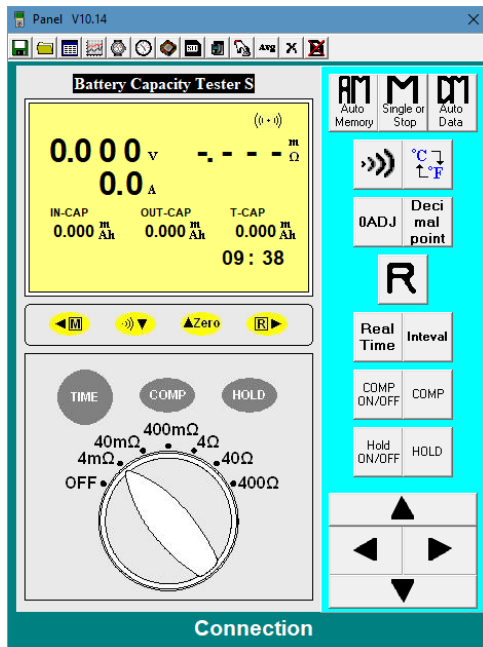 Panel V10.14
Avg
Battery Capacity Tester S
0.000 V
-.--- mΩ
0.0 A
IN-CAP OUT-CAP T-CAP
0.000 mAh 0.000 mAh 0.000 mAh
09: 38
◀M ▼ ▲Zero R▶
TIME COMP HOLD
400mΩ
40mΩ 4Ω
4mΩ 40Ω
OFF 400Ω
AM M DM
Auto Memory
Single or Stop
Auto Data
°C °F
0ADJ
Decimal point
R
Real Time
Inteval
COMP ON/OFF
COMP
Hold ON/OFF
HOLD
Connection